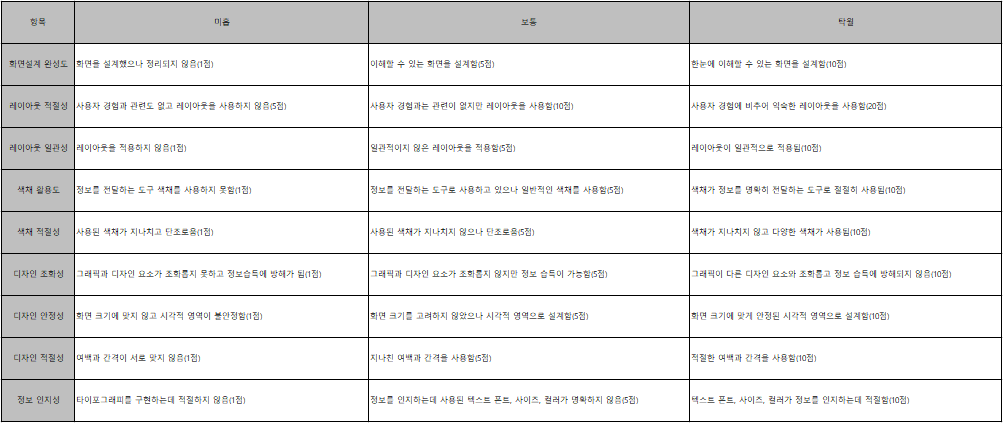 항목 미흡 보통 탁월
화면설계 완성도 화면을 설계했으나 정리되지 않음(1점) 이해할 수 있는 화면을 설계함(5점) 한눈에 이해할 수 있는 화면을 설계함(10점)
레이아웃 적절성 사용자 경험과 관련도 없고 레이아웃을 사용하지 않음(5점) 사용자 경험과는 관련이 없지만 레이아웃을 사용함(10점) 사용자 경험에 비추어 익숙한 레이아웃을 사용함(20점)
레이아웃 일관성 레이아웃을 적용하지 않음(1점) 일관적이지 않은 레이아웃을 적용함(5점) 레이아웃이 일관적으로 적용됨(10점)
색채 활용도 정보를 전달하는 도구 색채를 사용하지 못함(1점) 정보를 전달하는 도구로 사용하고 있으나 일반적인 색채를 사용함(5점) 색채가 정보를 명확히 전달하는 도구로 절절히 사용됨(10점)
색채 적절성 사용된 색채가 지나치고 단조로움(1점) 사용된 색채가 지나치지 않으나 단조로움(5점) 색채가 지나치지 않고 다양한 색채가 사용됨(10점)
디자인 조화성 그래픽과 디자인 요소가 조화롭지 못하고 정보습득에 방해가 됨(1점) 그래픽과 디자인 요소가 조화롭지 않지만 정보 습득이 가능함(5점) 그래픽이 다른 디자인 요소와 조화롭고 정보 습득에 방해되지 않음(10점)
디자인 안정성 화면 크기에 맞지 않고 시각적 영역이 불안정함(1점) 화면 크기를 고려하지 않았으나 시각적 영역으로 설계함(5점) 화면 크기에 맞게 안정된 시각적 영역으로 설계함(10점)
디자인 적절성 여백과 간격이 서로 맞지 않음(1점) 지나친 여백과 간격을 사용함(5점) 적절한 여백과 간격을 사용함(10점)
정보 인지성 타이포그래피를 구현하는데 적절하지 않음(1점) 정보를 인지하는데 사용된 텍스트 폰트, 사이즈, 컬러가 명확하지 않음(5점) 텍스트 폰트, 사이즈, 컬러가 정보를 인지하는데 적절함(10점)